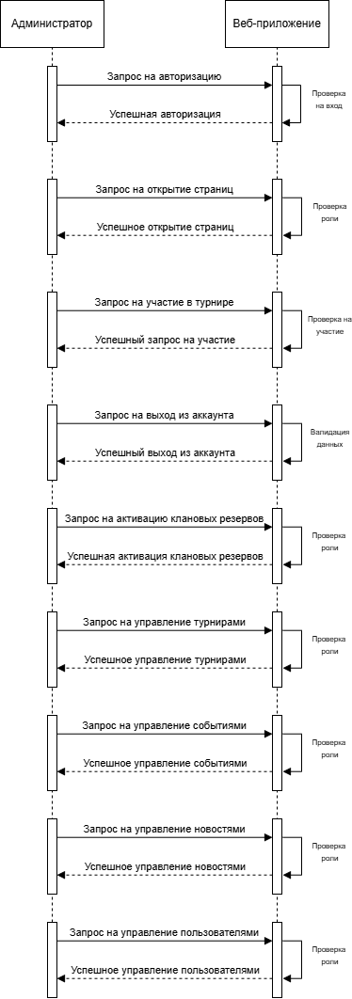 Администратор
Веб-приложение
Запрос на авторизацию
Проверка
на вход
Успешная авторизация
Запрос на открытие страниц
Проверка
роли
Успешное открытие страниц
Запрос на участие в турнире
Проверка на
участие
Успешный запрос на участие
Запрос на выход из аккаунта
Валидация
данных
Успешный выход из аккаунта
Запрос на активацию клановых резервов
Проверка
роли
Успешная активация клановых резервов
Запрос на управление турнирами
Проверка
роли
Успешное управление турнирами
Запрос на управление событиями
Проверка
роли
Успешное управление событиями
Запрос на управление новостями
Проверка
роли
Успешное управление новостями
Запрос на управление пользователями
Проверка
роли
Успешное управление пользователями